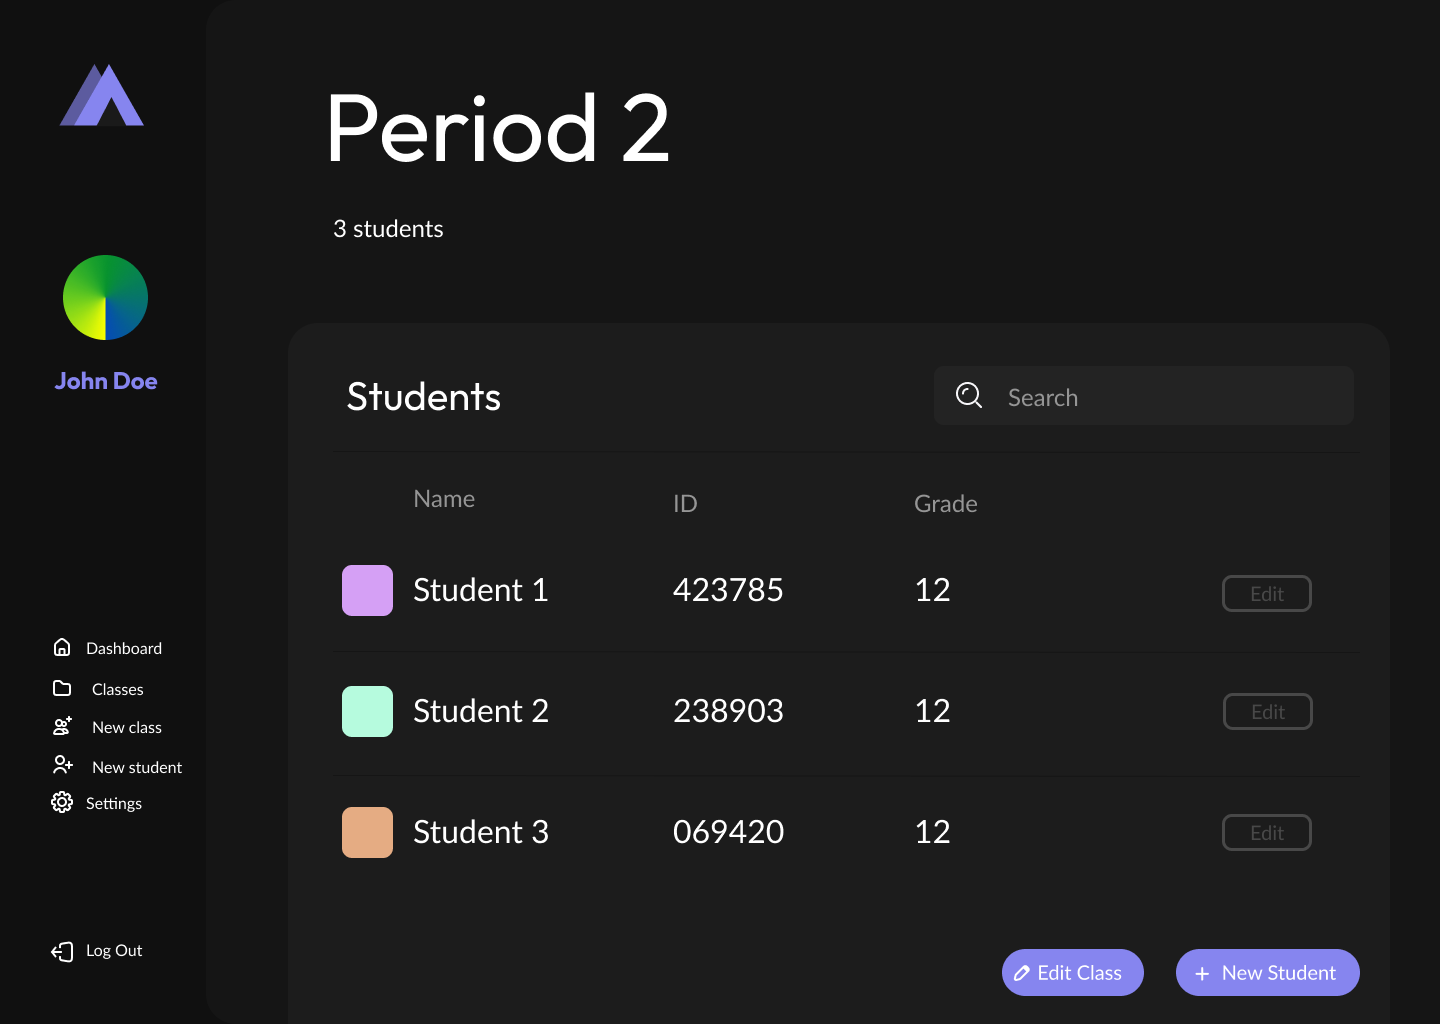 Period 2
3 students
John Doe
Students
Search
Name ID Grade
Student 1 423785 12 Edit
Student 2 238903 12 Edit
Student 3 069420 12 Edit
Dashboard
Classes
New class
New student
Settings
Log Out
Edit Class
+ New Student